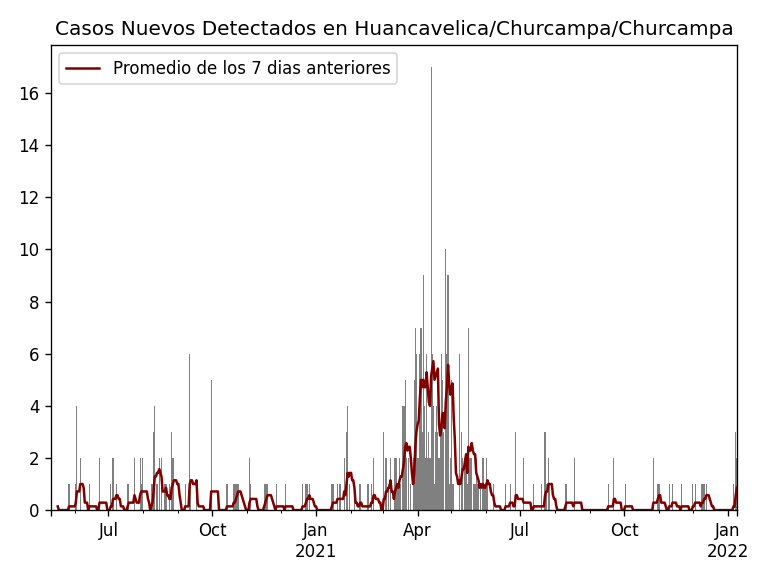 Casos Nuevos Detectados en Huancavelica/Churcampa/Churcampa
Promedio de los 7 dias anteriores
16
14
12
10
8
6
4
2
0
Jul
Oct
Jan
2021
Apr
Jul
Oct
Jan
2022